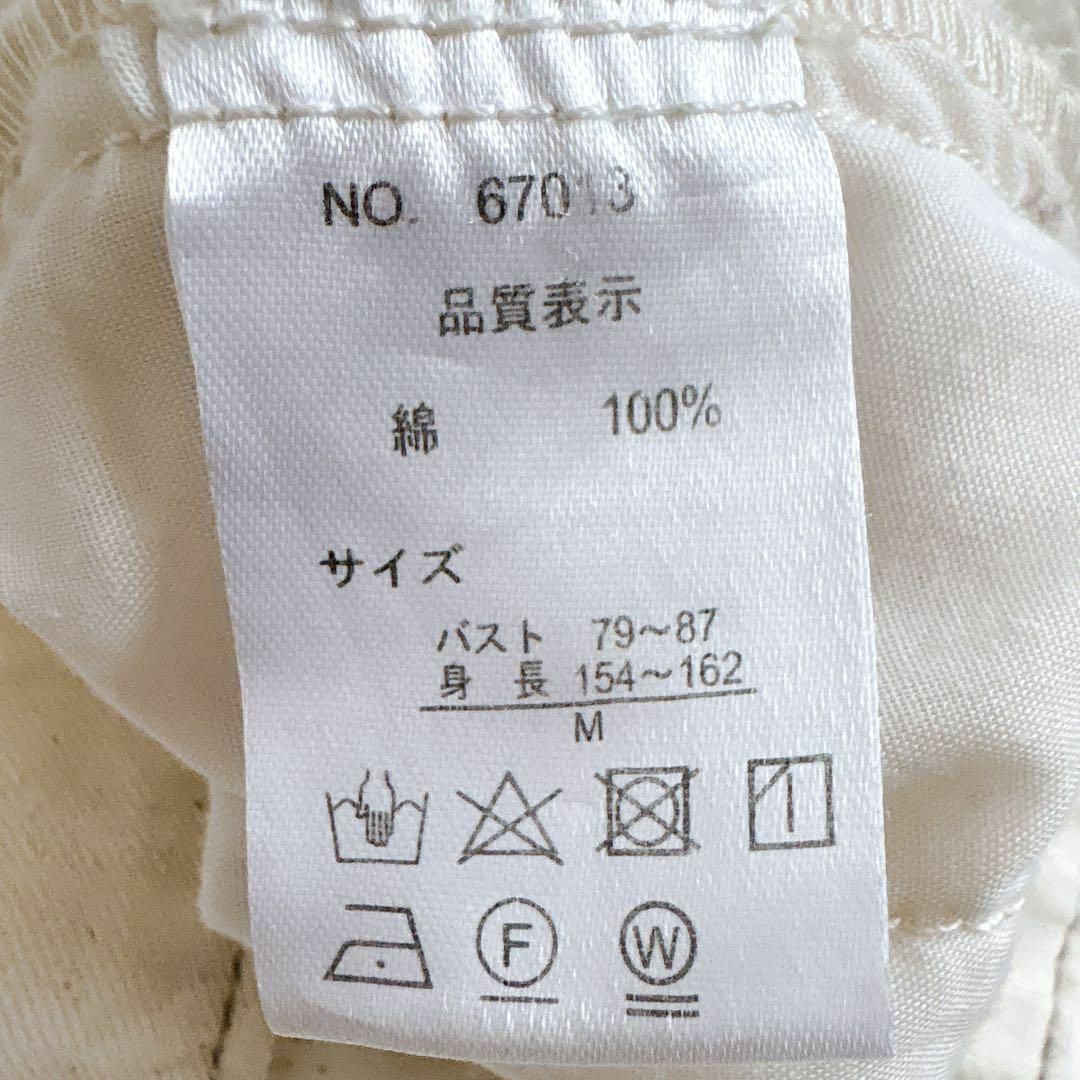 NO. 67013
品質表示
綿 100%
サイズ
バスト 79～87
身長 154～162
M
F
W